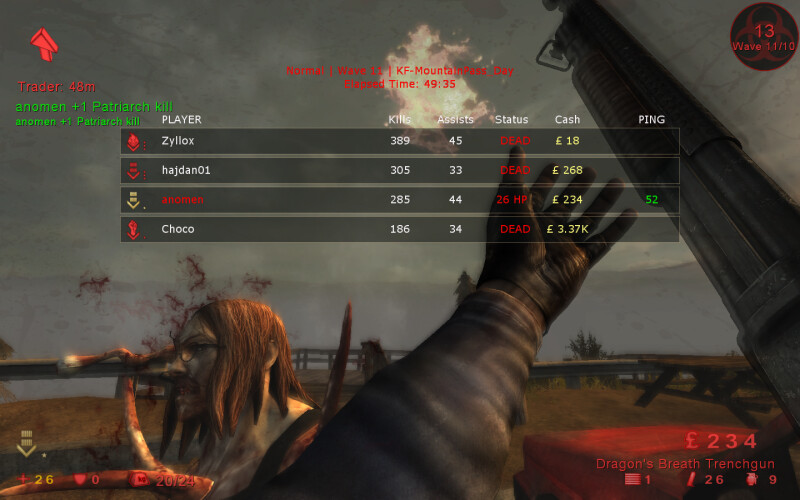 13
Wave 11/10
Normal | Wave 11 | KF-MountainPass Day
Elapsed Time: 49:35
Trader: 48m
anomen +1 Patriarch kill
anomen +1 Patriarch kill
PLAYER Kills Assists Status Cash PING
Zyllox 389 45 DEAD £ 18
hajdan01 305 33 DEAD £ 268
anomen 285 44 26 HP £ 234 52
Choco 186 34 DEAD £ 3.37K
£ 234
Dragon's Breath Trenchgun
26 0 20/24 1 26 9